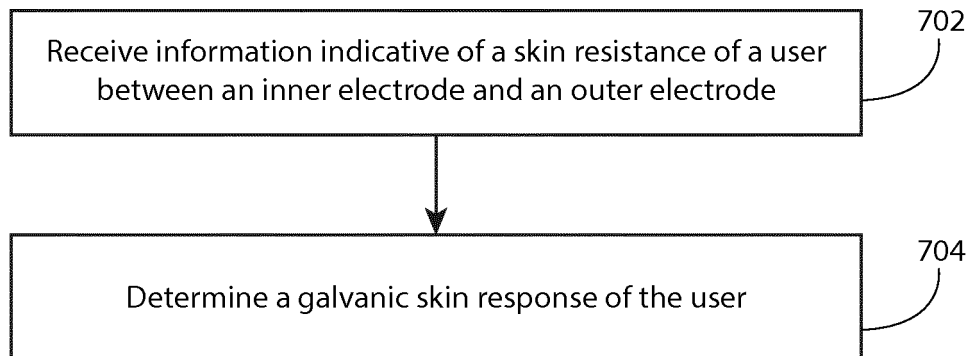 702
Receive information indicative of a skin resistance of a user
between an inner electrode and an outer electrode
704
Determine a galvanic skin response of the user